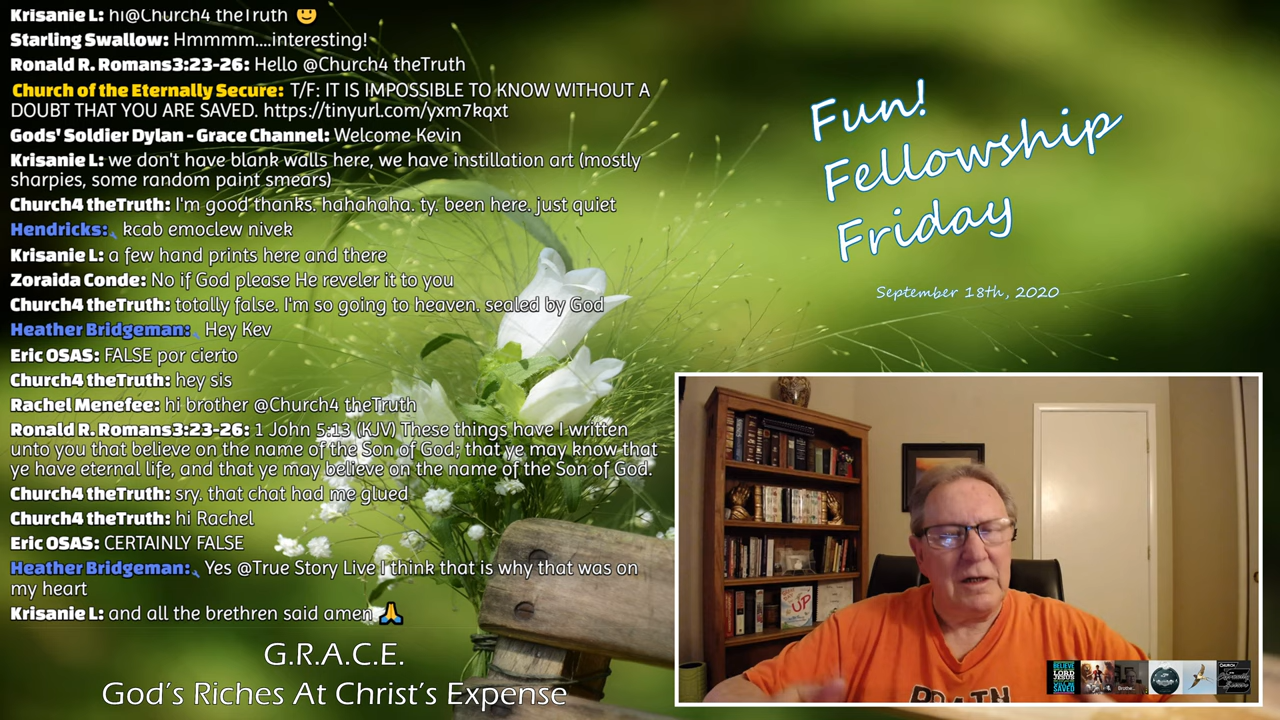 Krisanie L: hi@Church4 theTruth 🙂
Starling Swallow: Hmmmm....interesting!
Ronald R. Romans3:23-26: Hello @Church4 theTruth
Church of the Eternally Secure: T/F: IT IS IMPOSSIBLE TO KNOW WITHOUT A
DOUBT THAT YOU ARE SAVED. https://tinyurl.com/yxm7kqxt
Gods' Soldier Dylan - Grace Channel: Welcome Kevin
Krisanie L: we don't have blank walls here, we have instillation art (mostly
sharpies, some random paint smears)
Church4 theTruth: I'm good thanks. hahahaha. ty. been here. just quiet
Hendricks: kcab emoclew nivek
Krisanie L: a few hand prints here and there
Zoraida Conde: No if God please He reveler it to you
Church4 theTruth: totally false. I'm so going to heaven. sealed by God
Heather Bridgeman: Hey Kev
Eric OSAS: FALSE por cierto
Church4 theTruth: hey sis
Rachel Menefee: hi brother @Church4 theTruth
Ronald R. Romans3:23-26: 1 John 5:13 (KJV) These things have I written
unto you that believe on the name of the Son of God; that ye may know that
ye have eternal life, and that ye may believe on the name of the Son of God.
Church4 theTruth: sry. that chat had me glued
Church4 theTruth: hi Rachel
Eric OSAS: CERTAINLY FALSE
Heather Bridgeman: Yes @True Story Live I think that is why that was on
my heart
Krisanie L: and all the brethren said amen 🙏
G.R.A.C.E.
God's Riches At Christ's Expense
Fun!
Fellowship
Friday
September 18th, 2020
UP
BELIEVE
LORD
JESUS
SAVED
Brothe...
CHURCH